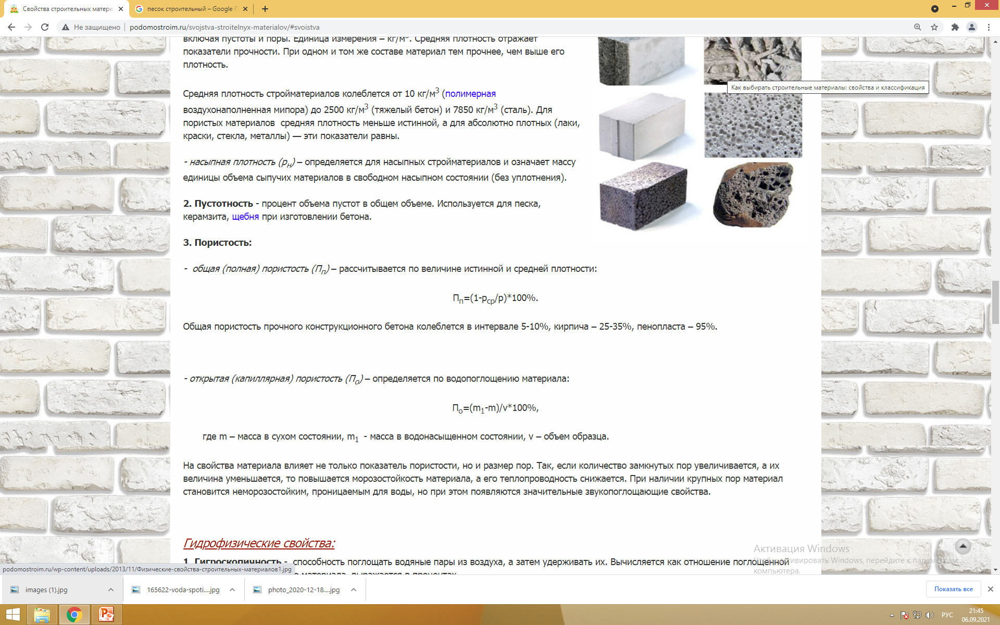 Свойства строительных матери
песок строительный – Google П
Не защищено
podomostroim.ru/svojstva-stroitelnyx-materialov/#svoistva
включая пустоты и поры. Единица измерения – кг/м³. Средняя плотность отражает
показатели прочности. При одном и том же составе материал тем прочнее, чем выше его
плотность.
Как выбирать строительные материалы: свойства и классификация
Средняя плотность стройматериалов колеблется от 10 кг/м³ (полимерная
воздухонаполненная мипора) до 2500 кг/м³ (тяжелый бетон) и 7850 кг/м³ (сталь). Для
пористых материалов средняя плотность меньше истинной, а для абсолютно плотных (лаки,
краски, стекла, металлы) — эти показатели равны.
- насыпная плотность (рн) – определяется для насыпных стройматериалов и означает массу
единицы объема сыпучих материалов в свободном насыпном состоянии (без уплотнения).
2. Пустотность - процент объема пустот в общем объеме. Используется для песка,
керамзита, щебня при изготовлении бетона.
3. Пористость:
- общая (полная) пористость (Пп) – рассчитывается по величине истинной и средней плотности:
Пп=(1-рср/р)*100%.
Общая пористость прочного конструкционного бетона колеблется в интервале 5-10%, кирпича – 25-35%, пенопласта – 95%.
- открытая (капиллярная) пористость (По) – определяется по водопоглощению материала:
По=(m1-m)/v*100%,
где m – масса в сухом состоянии, m1 - масса в водонасыщенном состоянии, v – объем образца.
На свойства материала влияет не только показатель пористости, но и размер пор. Так, если количество замкнутых пор увеличивается, а их
величина уменьшается, то повышается морозостойкость материала, а его теплопроводность снижается. При наличии крупных пор материал
становится неморозостойким, проницаемым для воды, но при этом появляются значительные звукопоглощающие свойства.
Гидрофизические свойства:
1. Гигроскопичность - способность поглощать водяные пары из воздуха, а затем удерживать их. Вычисляется как отношение поглощенной
материала, выражается в процентах
Активация Windows
Чтобы активировать Windows, перейдите к параметрам
компьютера.
podomostroim.ru/wp-content/uploads/2013/11/Физические-свойства-строительных-материалов1.jpg
images (1).jpg
165622-voda-spoti....jpg
photo_2020-12-18....jpg
Показать все
РУС
21:45
06.09.2021